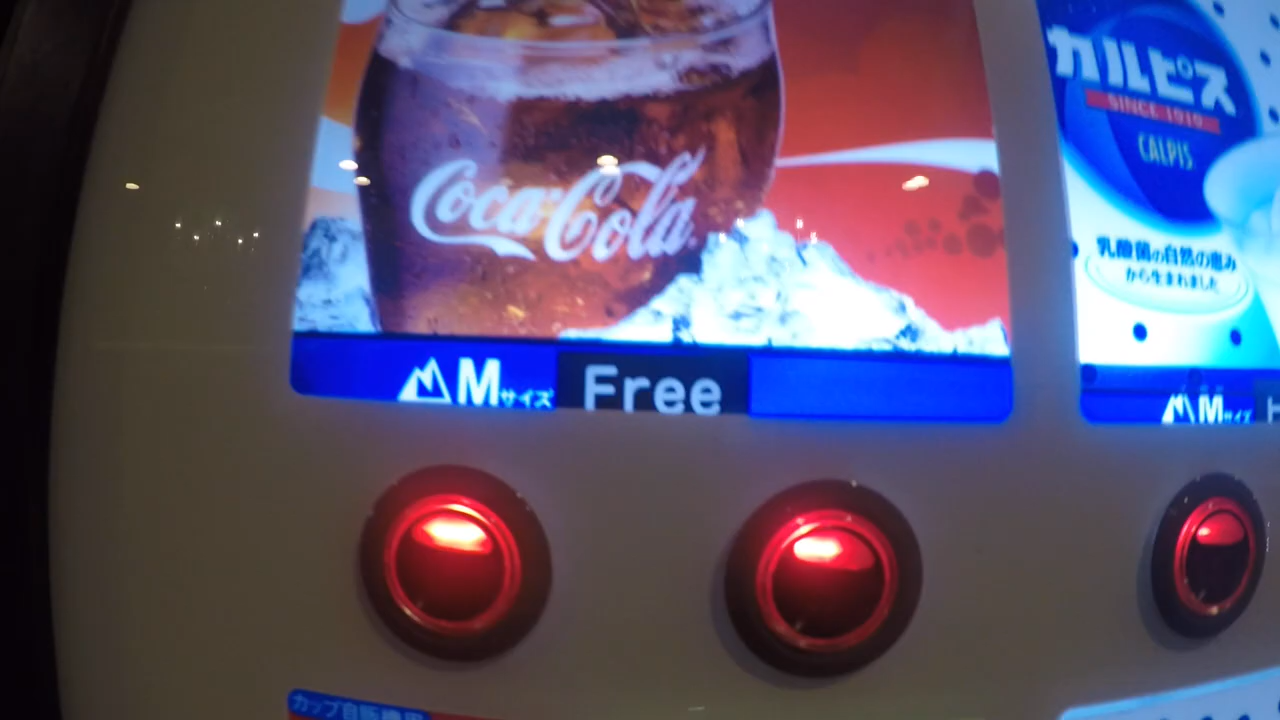 Coca-Cola
Mサイズ
Free
カルピス
SINCE 1919
CALPIS
乳酸菌の自然の恵み
から生まれました
Mサイズ
カップ自販機用